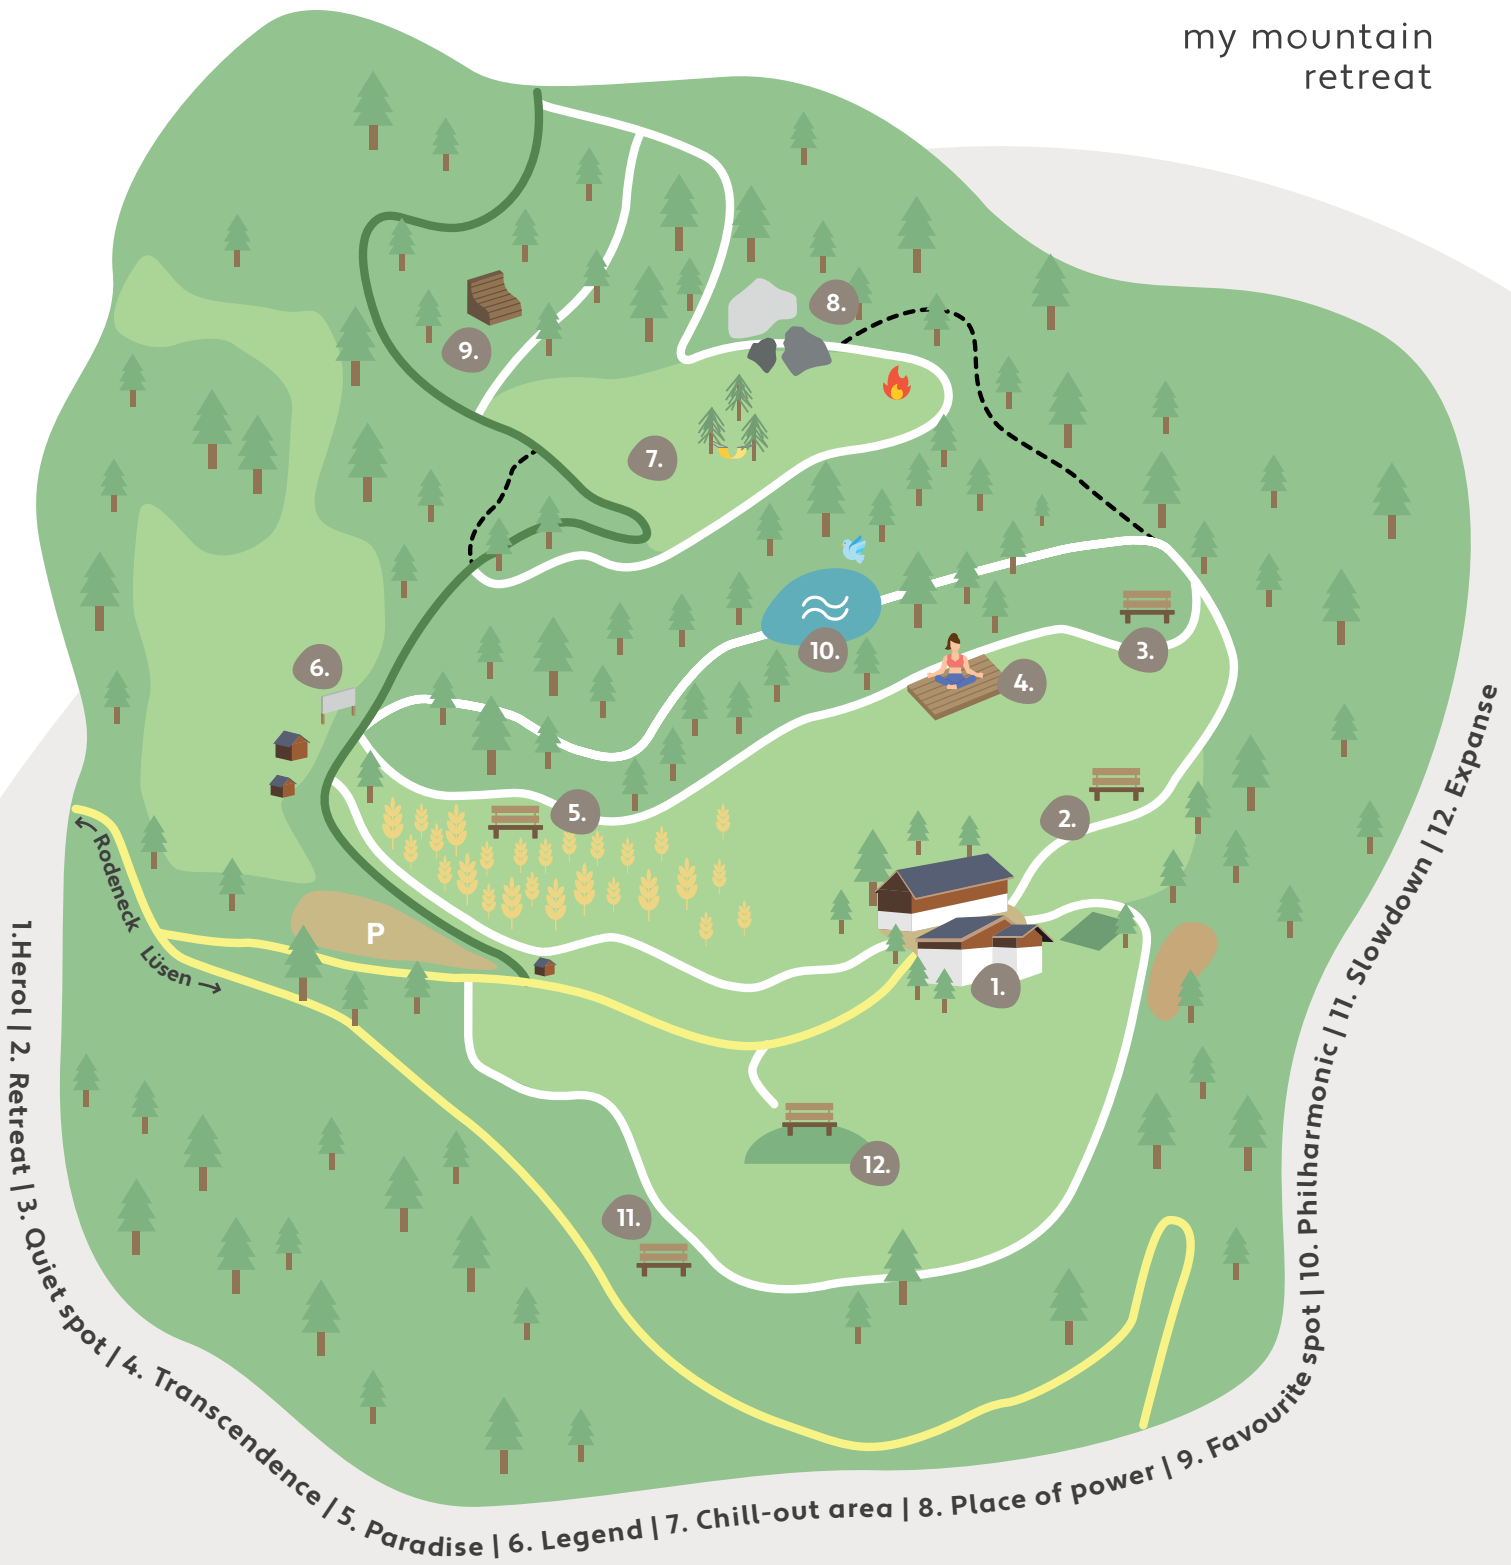 my mountain
retreat
8.
9.
7.
10.
3.
6.
4.
5.
2.
← Rodeneck
P
Lüsen →
1.
12.
11.
1.Herol | 2. Retreat | 3. Quiet spot | 4. Transcendence | 5. Paradise | 6. Legend | 7. Chill-out area | 8. Place of power | 9. Favourite spot | 10. Philharmonic | 11. Slowdown | 12. Expanse